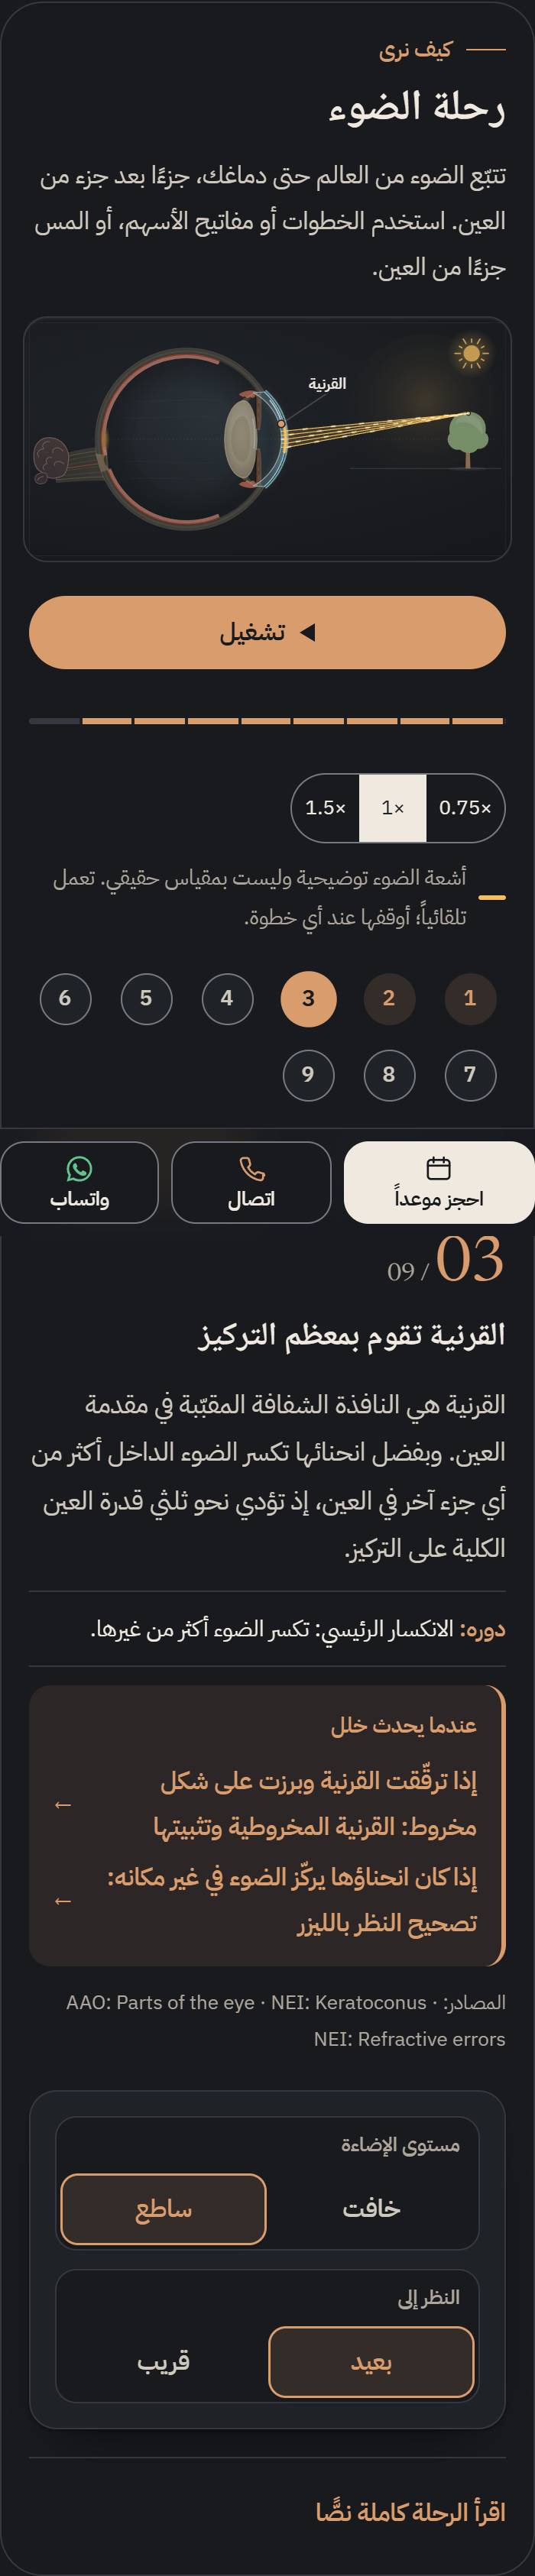 كيف نرى
رحلة الضوء
تتبّع الضوء من العالم حتى دماغك، جزءًا بعد جزء من
العين. استخدم الخطوات أو مفاتيح الأسهم، أو المس
جزءًا من العين.
القرنية
تشغيل
0.75× 1× 1.5×
أشعة الضوء توضيحية وليست بمقياس حقيقي. تعمل
تلقائياً؛ أوقفها عند أي خطوة.
1 2 3 4 5 6
7 8 9
احجز موعداً اتصال واتساب
03 / 09
القرنية تقوم بمعظم التركيز
القرنية هي النافذة الشفافة المقبّبة في مقدمة
العين. وبفضل انحنائها تكسر الضوء الداخل أكثر من
أي جزء آخر في العين، إذ تؤدي نحو ثلثي قدرة العين
الكلية على التركيز.
دوره: الانكسار الرئيسي: تكسر الضوء أكثر من غيرها.
عندما يحدث خلل
إذا ترقّقت القرنية وبرزت على شكل
مخروط: القرنية المخروطية وتثبيتها ←
إذا كان انحناؤها يركّز الضوء في غير مكانه:
تصحيح النظر بالليزر ←
المصادر: AAO: Parts of the eye · NEI: Keratoconus ·
NEI: Refractive errors
مستوى الإضاءة
خافت ساطع
النظر إلى
بعيد قريب
اقرأ الرحلة كاملة نصًّا